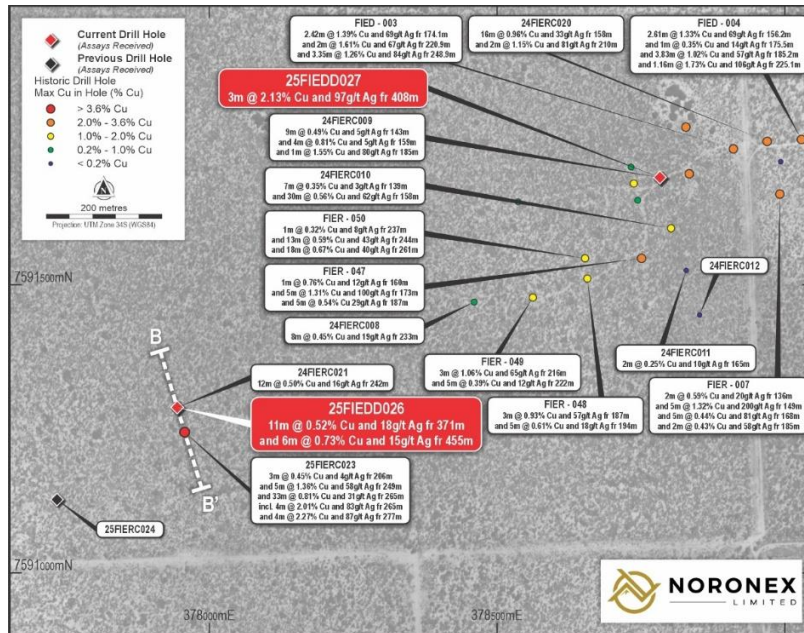 Current Drill Hole
(Assays Received)
Previous Drill Hole
(Assays Received)
Historic Drill Hole
Max Cu in Hole (% Cu)
> 3.6% Cu
2.0% - 3.6% Cu
1.0% - 2.0% Cu
0.2% - 1.0% Cu
< 0.2% Cu
N
200 metres
Projection: UTM Zone 34S (WGS84)
FIED - 003
2.42m @ 1.39% Cu and 69g/t Ag fr 174.1m
and 2m @ 1.61% Cu and 67g/t Ag fr 220.9m
and 3.35m @ 1.26% Cu and 84g/t Ag fr 248.9m
24FIERC020
16m @ 0.96% Cu and 33g/t Ag fr 158m
and 2m @ 1.15% Cu and 81g/t Ag fr 210m
FIED - 004
2.61m @ 1.33% Cu and 69g/t Ag fr 156.2m
and 1m @ 0.35% Cu and 14g/t Ag fr 175.5m
and 3.83m @ 1.02% Cu and 57g/t Ag fr 185.2m
and 1.16m @ 1.73% Cu and 106g/t Ag fr 225.1m
25FIEDD027
3m @ 2.13% Cu and 97g/t Ag fr 408m
24FIERC009
9m @ 0.49% Cu and 5g/t Ag fr 143m
and 4m @ 0.81% Cu and 5g/t Ag fr 159m
and 1m @ 1.55% Cu and 80g/t Ag fr 185m
24FIERC010
7m @ 0.35% Cu and 3g/t Ag fr 139m
and 30m @ 0.56% Cu and 62g/t Ag fr 158m
FIER - 050
1m @ 0.32% Cu and 8g/t Ag fr 237m
and 13m @ 0.59% Cu and 43g/t Ag fr 244m
and 18m @ 0.67% Cu and 40g/t Ag fr 261m
FIER - 047
1m @ 0.76% Cu and 12g/t Ag fr 160m
and 5m @ 1.31% Cu and 100g/t Ag fr 173m
and 5m @ 0.54% Cu 29g/t Ag fr 187m
24FIERC008
8m @ 0.45% Cu and 19g/t Ag fr 233m
24FIERC012
24FIERC011
2m @ 0.25% Cu and 10g/t Ag fr 165m
FIER - 049
3m @ 1.06% Cu and 65g/t Ag fr 216m
and 5m @ 0.39% Cu and 12g/t Ag fr 222m
FIER - 048
3m @ 0.93% Cu and 57g/t Ag fr 187m
and 5m @ 0.61% Cu and 18g/t Ag fr 194m
FIER - 007
2m @ 0.59% Cu and 20g/t Ag fr 136m
and 5m @ 1.32% Cu and 200g/t Ag fr 149m
and 5m @ 0.44% Cu and 81g/t Ag fr 168m
and 2m @ 0.43% Cu and 58g/t Ag fr 185m
7591500mN
B
24FIERC021
12m @ 0.50% Cu and 16g/t Ag fr 242m
25FIEDD026
11m @ 0.52% Cu and 18g/t Ag fr 371m
and 6m @ 0.73% Cu and 15g/t Ag fr 455m
25FIERC023
3m @ 0.45% Cu and 4g/t Ag fr 206m
and 5m @ 1.36% Cu and 58g/t Ag fr 249m
and 33m @ 0.81% Cu and 31g/t Ag fr 265m
incl. 4m @ 2.01% Cu and 83g/t Ag fr 265m
and 4m @ 2.27% Cu and 87g/t Ag fr 277m
B'
25FIERC024
7591000mN
378000mE
378500mE
NORONEX
LIMITED